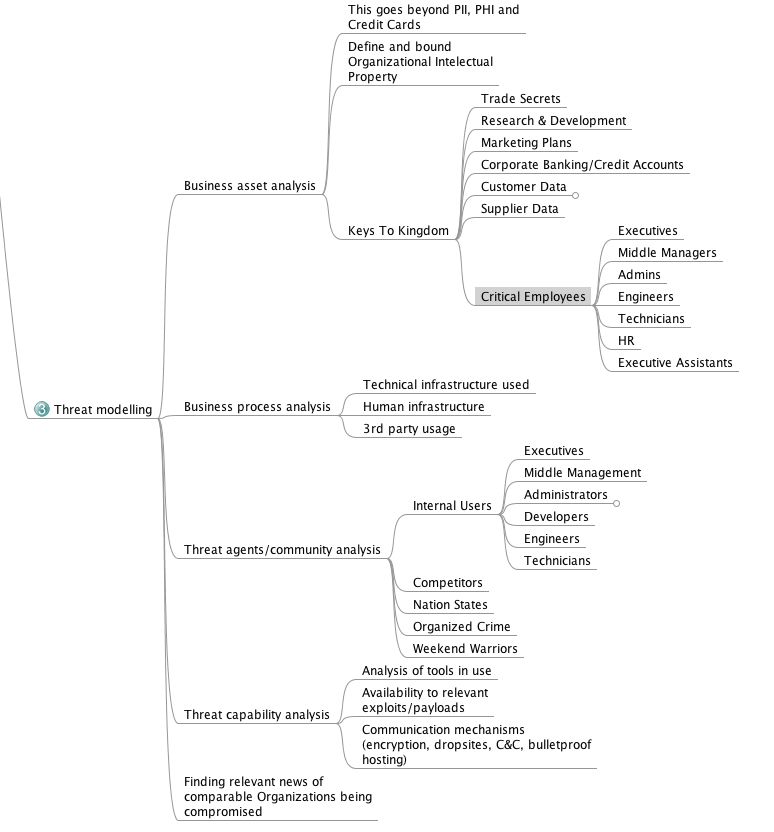 This goes beyond PII, PHI and
Credit Cards
Define and bound
Organizational Intelectual
Property
Trade Secrets
Research & Development
Marketing Plans
Corporate Banking/Credit Accounts
Customer Data
Supplier Data
Business asset analysis
Keys To Kingdom
Executives
Middle Managers
Admins
Critical Employees
Engineers
Technicians
HR
Executive Assistants
3 Threat modelling
Business process analysis
Technical infrastructure used
Human infrastructure
3rd party usage
Executives
Middle Management
Administrators
Internal Users
Developers
Engineers
Technicians
Threat agents/community analysis
Competitors
Nation States
Organized Crime
Weekend Warriors
Analysis of tools in use
Availability to relevant
exploits/payloads
Threat capability analysis
Communication mechanisms
(encryption, dropsites, C&C, bulletproof
hosting)
Finding relevant news of
comparable Organizations being
compromised